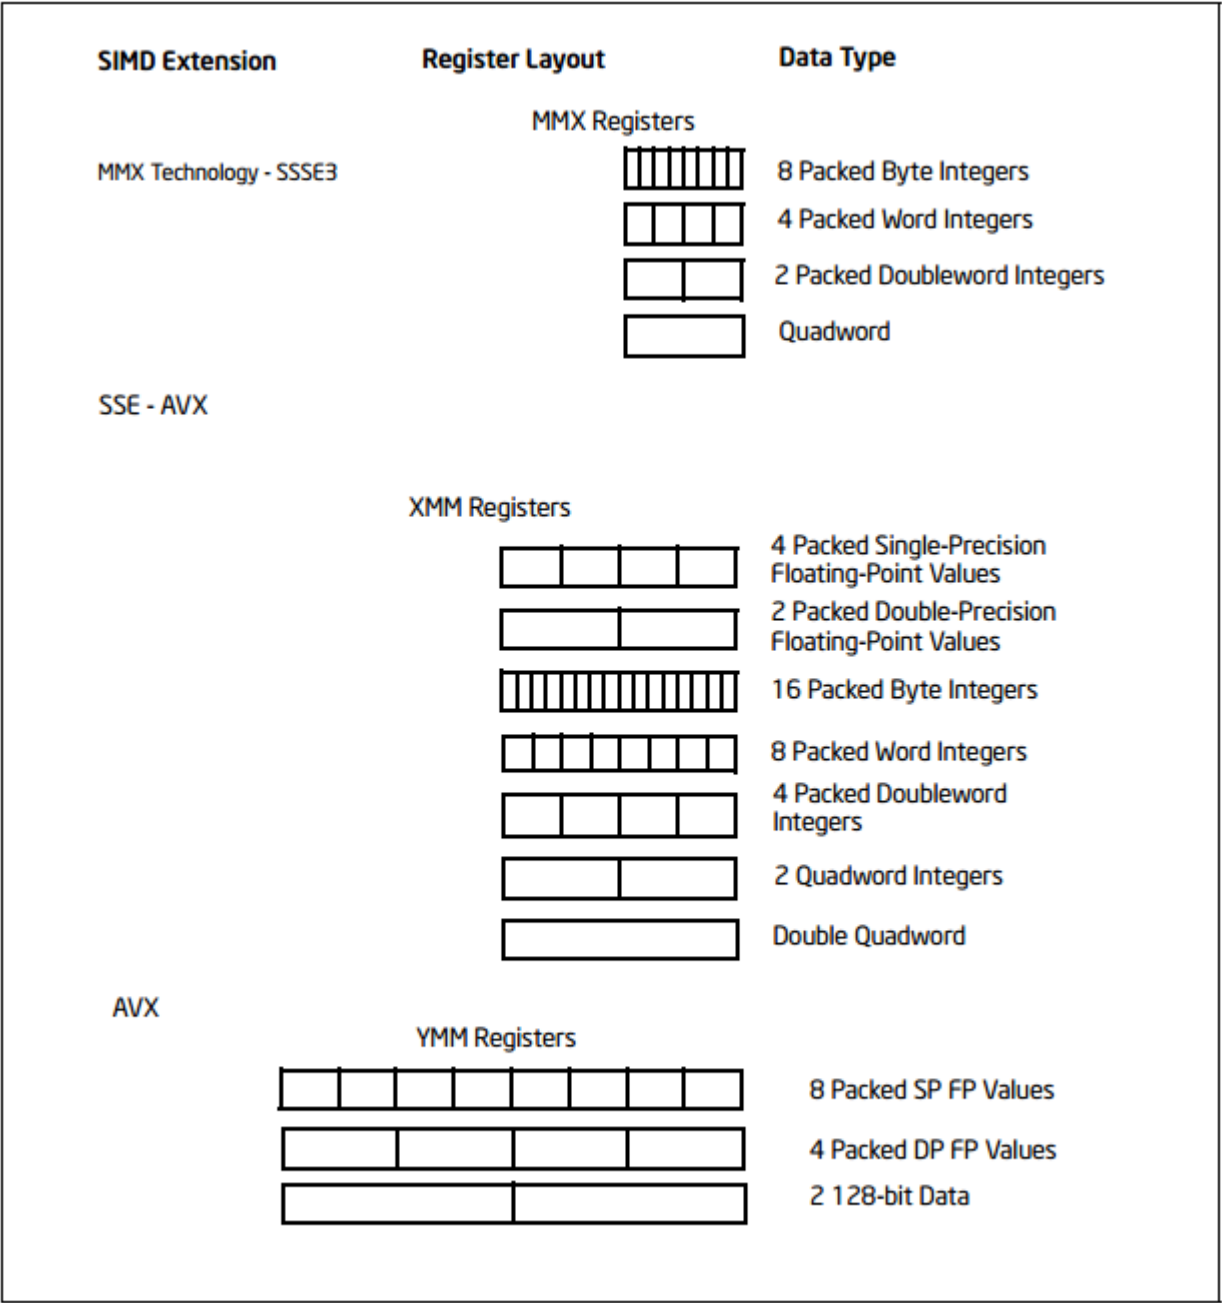 SIMD Extension Register Layout Data Type
MMX Registers
MMX Technology - SSSE3 8 Packed Byte Integers
4 Packed Word Integers
2 Packed Doubleword Integers
Quadword
SSE - AVX
XMM Registers
4 Packed Single-Precision
Floating-Point Values
2 Packed Double-Precision
Floating-Point Values
16 Packed Byte Integers
8 Packed Word Integers
4 Packed Doubleword
Integers
2 Quadword Integers
Double Quadword
AVX
YMM Registers
8 Packed SP FP Values
4 Packed DP FP Values
2 128-bit Data